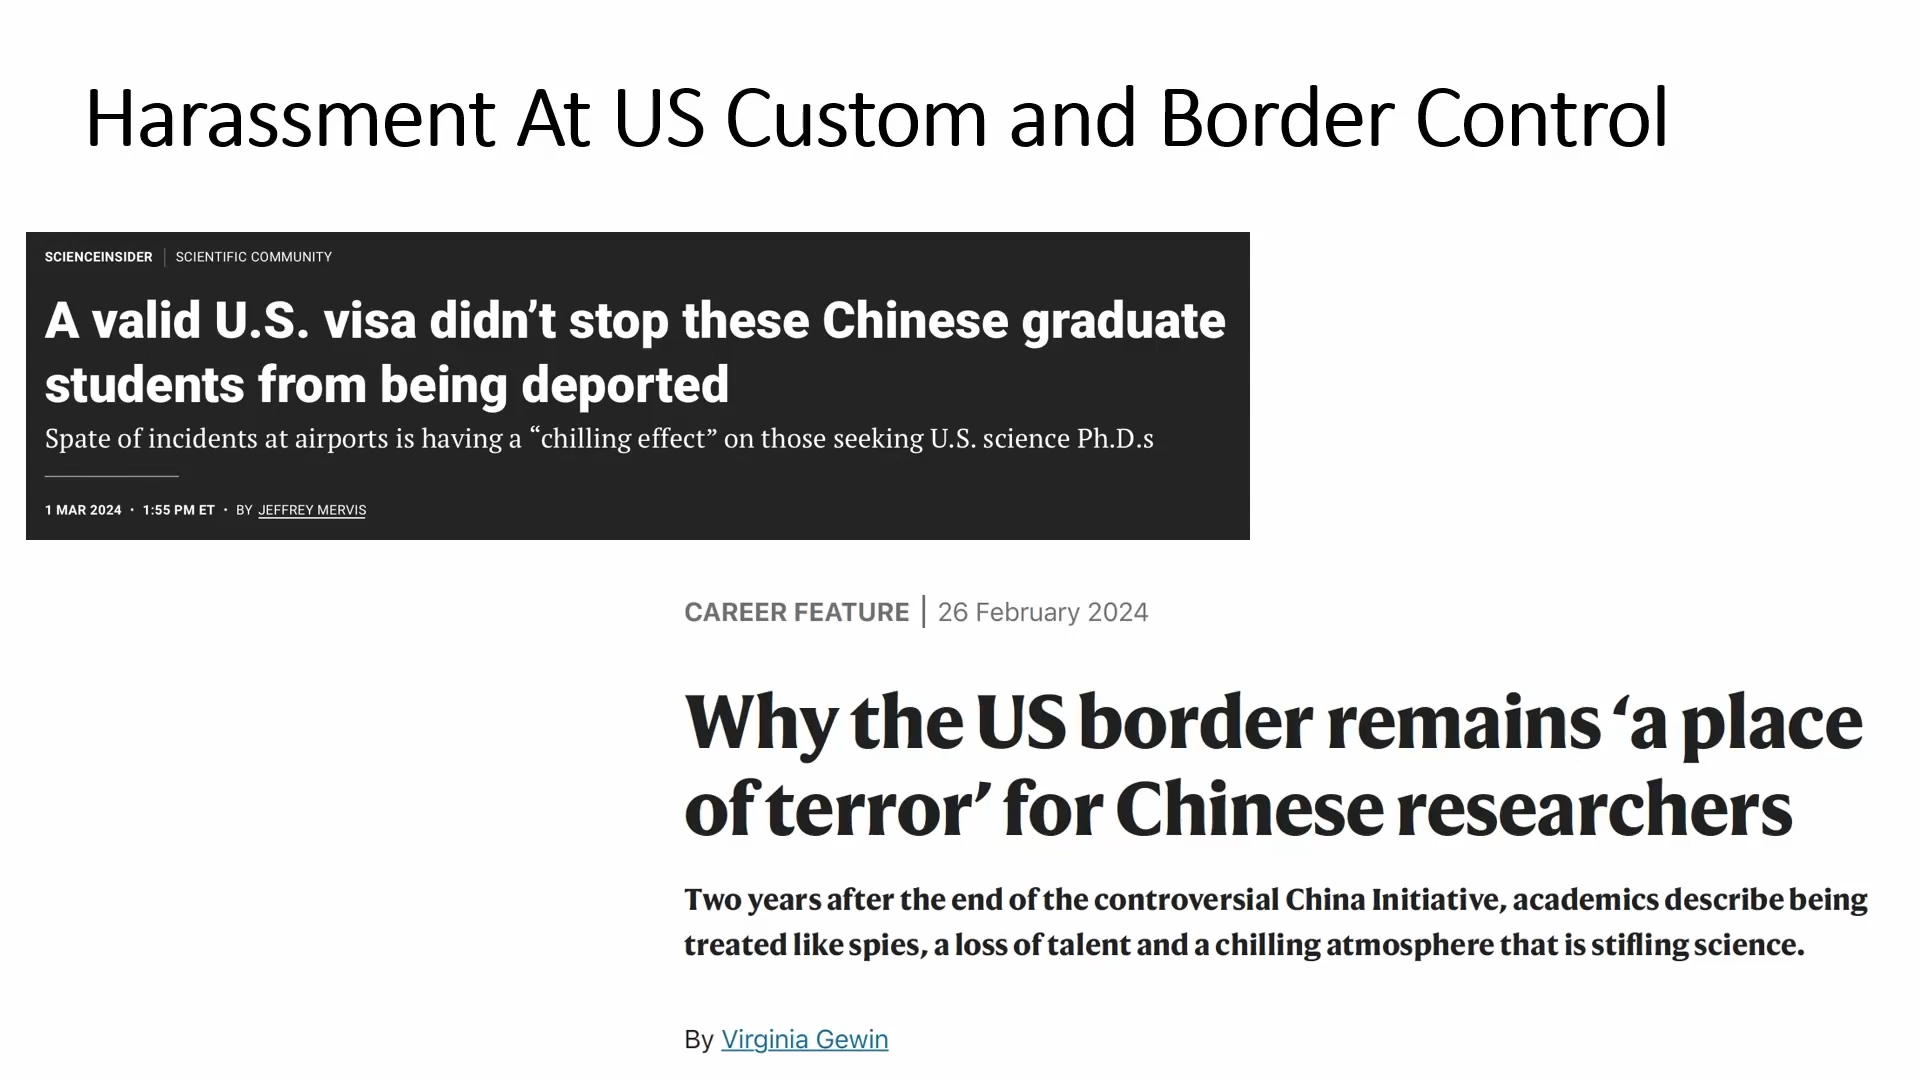 Harassment At US Custom and Border Control
SCIENCEINSIDER | SCIENTIFIC COMMUNITY
A valid U.S. visa didn’t stop these Chinese graduate
students from being deported
Spate of incidents at airports is having a “chilling effect” on those seeking U.S. science Ph.D.s
1 MAR 2024 • 1:55 PM ET • BY JEFFREY MERVIS
CAREER FEATURE | 26 February 2024
Why the US border remains ‘a place
of terror’ for Chinese researchers
Two years after the end of the controversial China Initiative, academics describe being
treated like spies, a loss of talent and a chilling atmosphere that is stifling science.
By Virginia Gewin